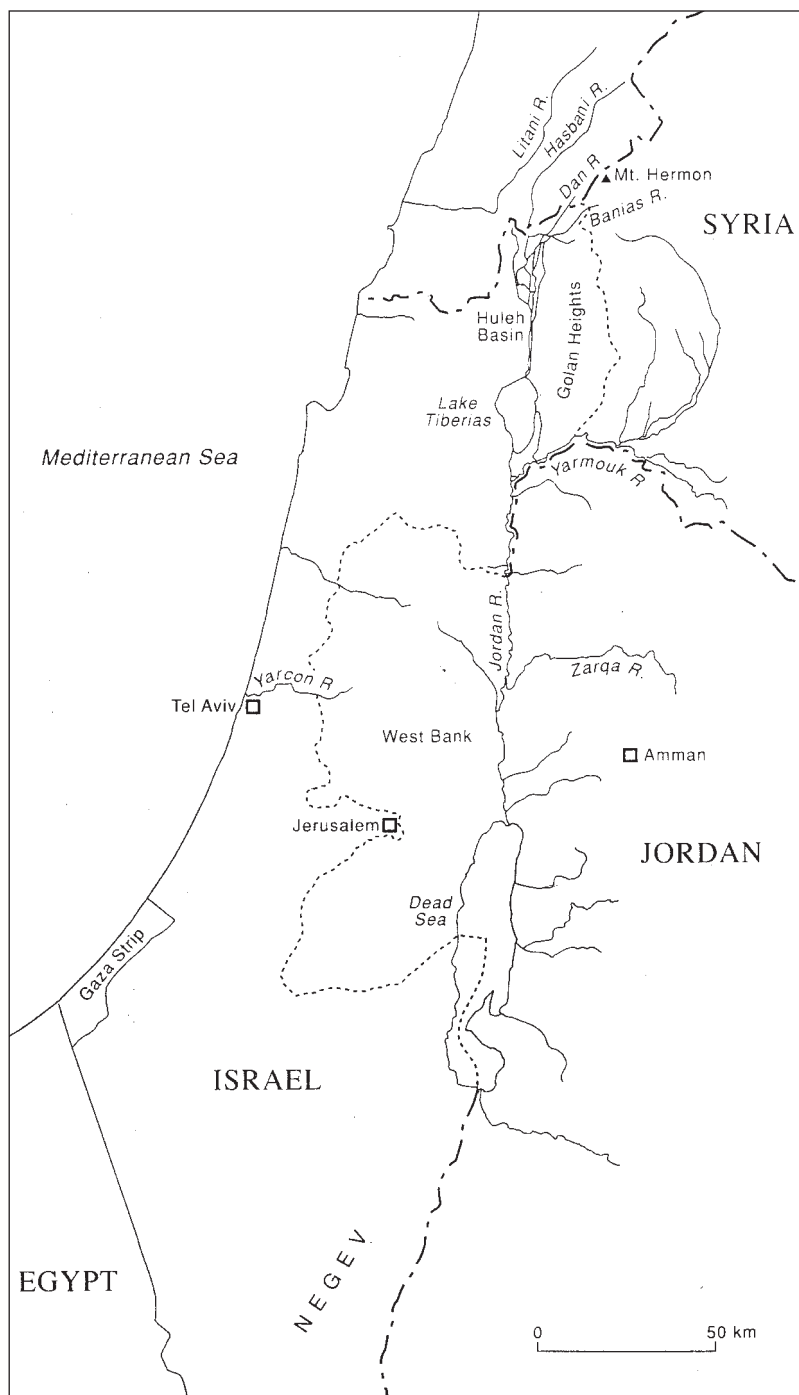 Litani R.
Hasbani R.
Dan R
Mt. Hermon
Banias R.
SYRIA
Huleh
Basin
Golan Heights
Lake
Tiberias
Mediterranean Sea
Yarmouk R
Jordan R.
Zarqa R.
Yarcon R
Tel Aviv
West Bank
Amman
Jerusalem
JORDAN
Dead
Sea
Gaza Strip
ISRAEL
NEGEV
EGYPT
0 50 km